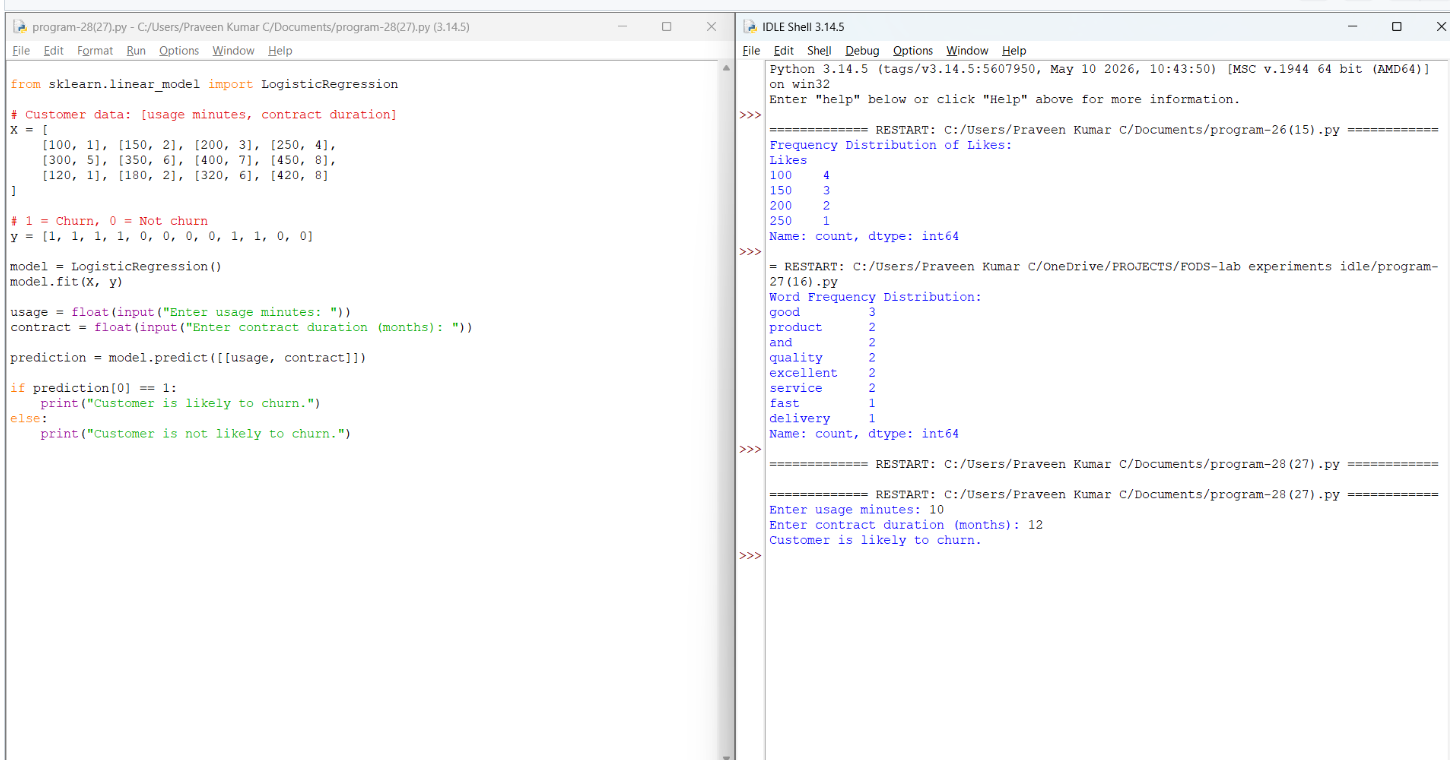 program-28(27).py - C:/Users/Praveen Kumar C/Documents/program-28(27).py (3.14.5)
File Edit Format Run Options Window Help
from sklearn.linear_model import LogisticRegression
# Customer data: [usage minutes, contract duration]
X = [
    [100, 1], [150, 2], [200, 3], [250, 4],
    [300, 5], [350, 6], [400, 7], [450, 8],
    [120, 1], [180, 2], [320, 6], [420, 8]
]
# 1 = Churn, 0 = Not churn
y = [1, 1, 1, 1, 0, 0, 0, 0, 1, 1, 0, 0]
model = LogisticRegression()
model.fit(X, y)
usage = float(input("Enter usage minutes: "))
contract = float(input("Enter contract duration (months): "))
prediction = model.predict([[usage, contract]])
if prediction[0] == 1:
    print("Customer is likely to churn.")
else:
    print("Customer is not likely to churn.")
IDLE Shell 3.14.5
File Edit Shell Debug Options Window Help
Python 3.14.5 (tags/v3.14.5:5607950, May 10 2026, 10:43:50) [MSC v.1944 64 bit (AMD64)]
on win32
Enter "help" below or click "Help" above for more information.
>>>
============= RESTART: C:/Users/Praveen Kumar C/Documents/program-26(15).py ============
Frequency Distribution of Likes:
Likes
100    4
150    3
200    2
250    1
Name: count, dtype: int64
>>>
= RESTART: C:/Users/Praveen Kumar C/OneDrive/PROJECTS/FODS-lab experiments idle/program-
27(16).py
Word Frequency Distribution:
good         3
product      2
and          2
quality      2
excellent    2
service      2
fast         1
delivery     1
Name: count, dtype: int64
>>>
============= RESTART: C:/Users/Praveen Kumar C/Documents/program-28(27).py ============
============= RESTART: C:/Users/Praveen Kumar C/Documents/program-28(27).py ============
Enter usage minutes: 10
Enter contract duration (months): 12
Customer is likely to churn.
>>>